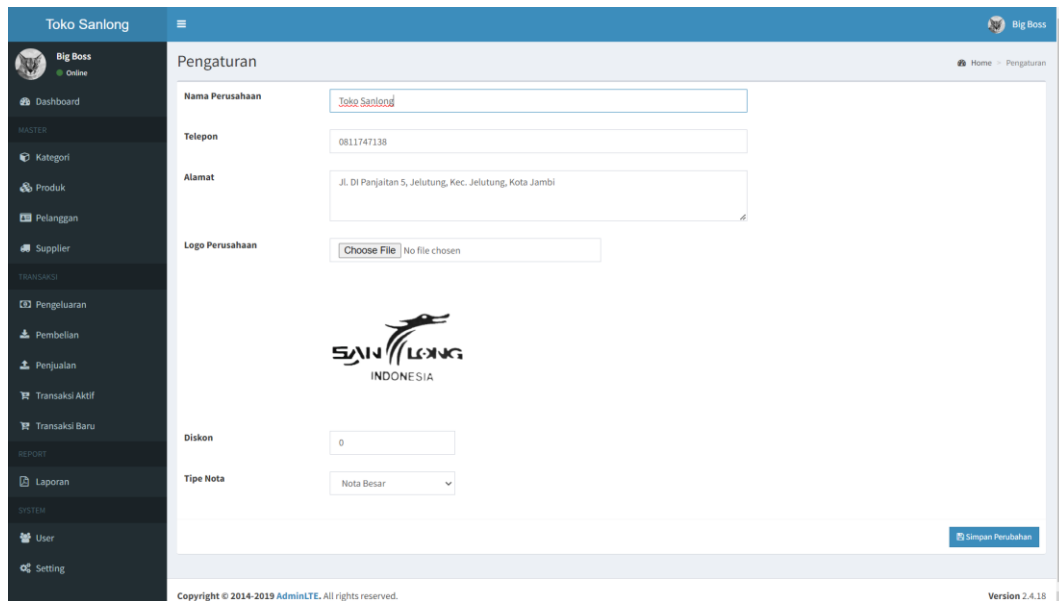 Toko Sanlong
Big Boss
Big Boss
Online
Pengaturan
Home > Pengaturan
Dashboard
MASTER
Kategori
Produk
Pelanggan
Supplier
TRANSAKSI
Pengeluaran
Pembelian
Penjualan
Transaksi Aktif
Transaksi Baru
REPORT
Laporan
SYSTEM
User
Setting
Nama Perusahaan
Toko Sanlong
Telepon
0811747138
Alamat
Jl. DI Panjaitan 5, Jelutung, Kec. Jelutung, Kota Jambi
Logo Perusahaan
Choose File No file chosen
SAN LONG
INDONESIA
Diskon
0
Tipe Nota
Nota Besar
Simpan Perubahan
Copyright © 2014-2019 AdminLTE. All rights reserved.
Version 2.4.18